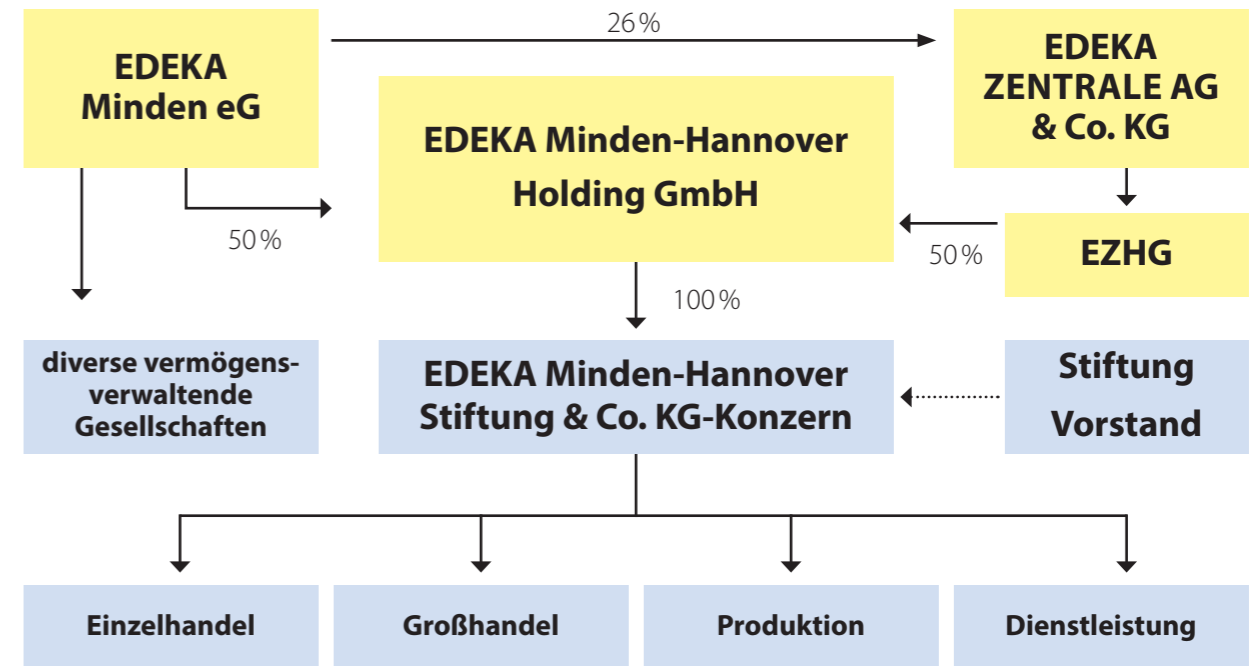 EDEKA
Minden eG
26%
EDEKA
ZENTRALE AG
& Co. KG
EDEKA Minden-Hannover
Holding GmbH
50%
50%
EZHG
100%
diverse vermögens-
verwaltende
Gesellschaften
EDEKA Minden-Hannover
Stiftung & Co. KG-Konzern
Stiftung
Vorstand
Einzelhandel
Großhandel
Produktion
Dienstleistung